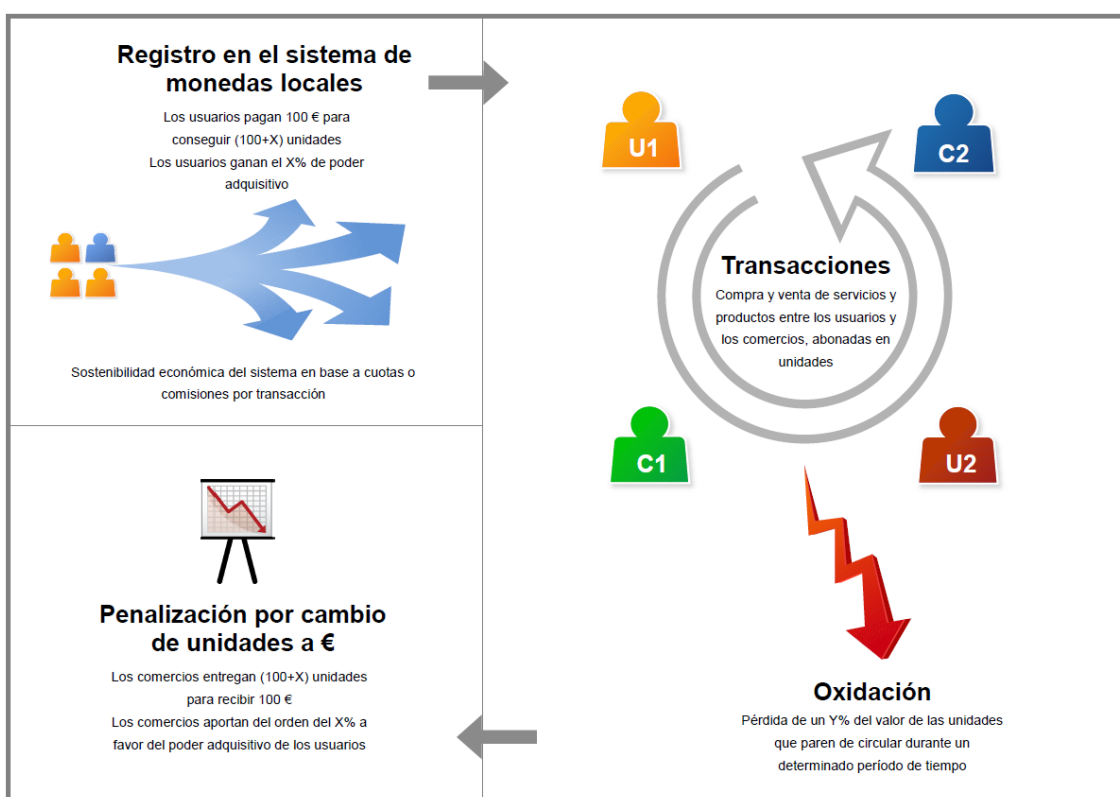 Registro en el sistema de
monedas locales
Los usuarios pagan 100 € para
conseguir (100+X) unidades
Los usuarios ganan el X% de poder
adquisitivo
Sostenibilidad económica del sistema en base a cuotas o
comisiones por transacción
U1
C2
Transacciones
Compra y venta de servicios y
productos entre los usuarios y
los comercios, abonadas en
unidades
C1
U2
Oxidación
Pérdida de un Y% del valor de las unidades
que paren de circular durante un
determinado período de tiempo
Penalización por cambio
de unidades a €
Los comercios entregan (100+X) unidades
para recibir 100 €
Los comercios aportan del orden del X% a
favor del poder adquisitivo de los usuarios